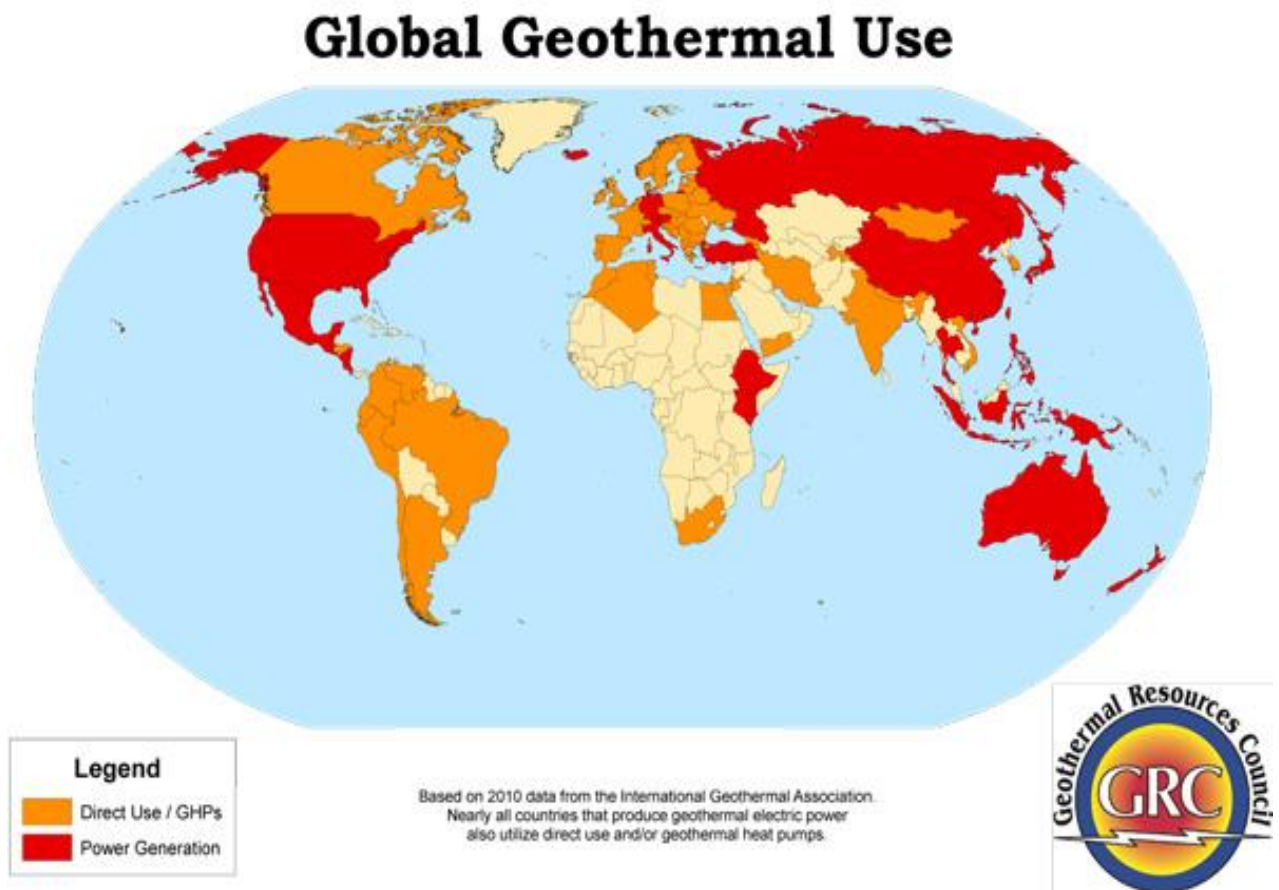 Global Geothermal Use
Legend
Direct Use / GHPs
Power Generation
Based on 2010 data from the International Geothermal Association.
Nearly all countries that produce geothermal electric power
also utilize direct use and/or geothermal heat pumps.
Geothermal Resources Council
GRC